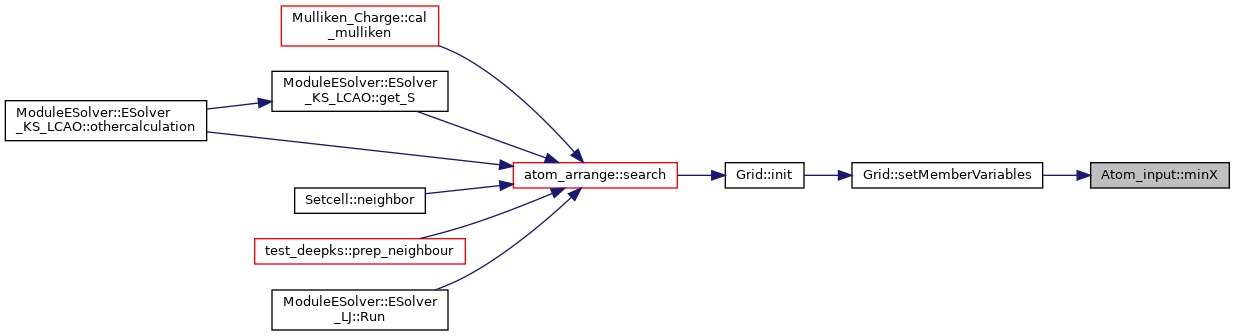 Mulliken_Charge::cal
_mulliken
ModuleESolver::ESolver
_KS_LCAO::get_S
ModuleESolver::ESolver
_KS_LCAO::othercalculation
atom_arrange::search
Grid::init
Grid::setMemberVariables
Atom_input::minX
Setcell::neighbor
test_deepks::prep_neighbour
ModuleESolver::ESolver
_LJ::Run